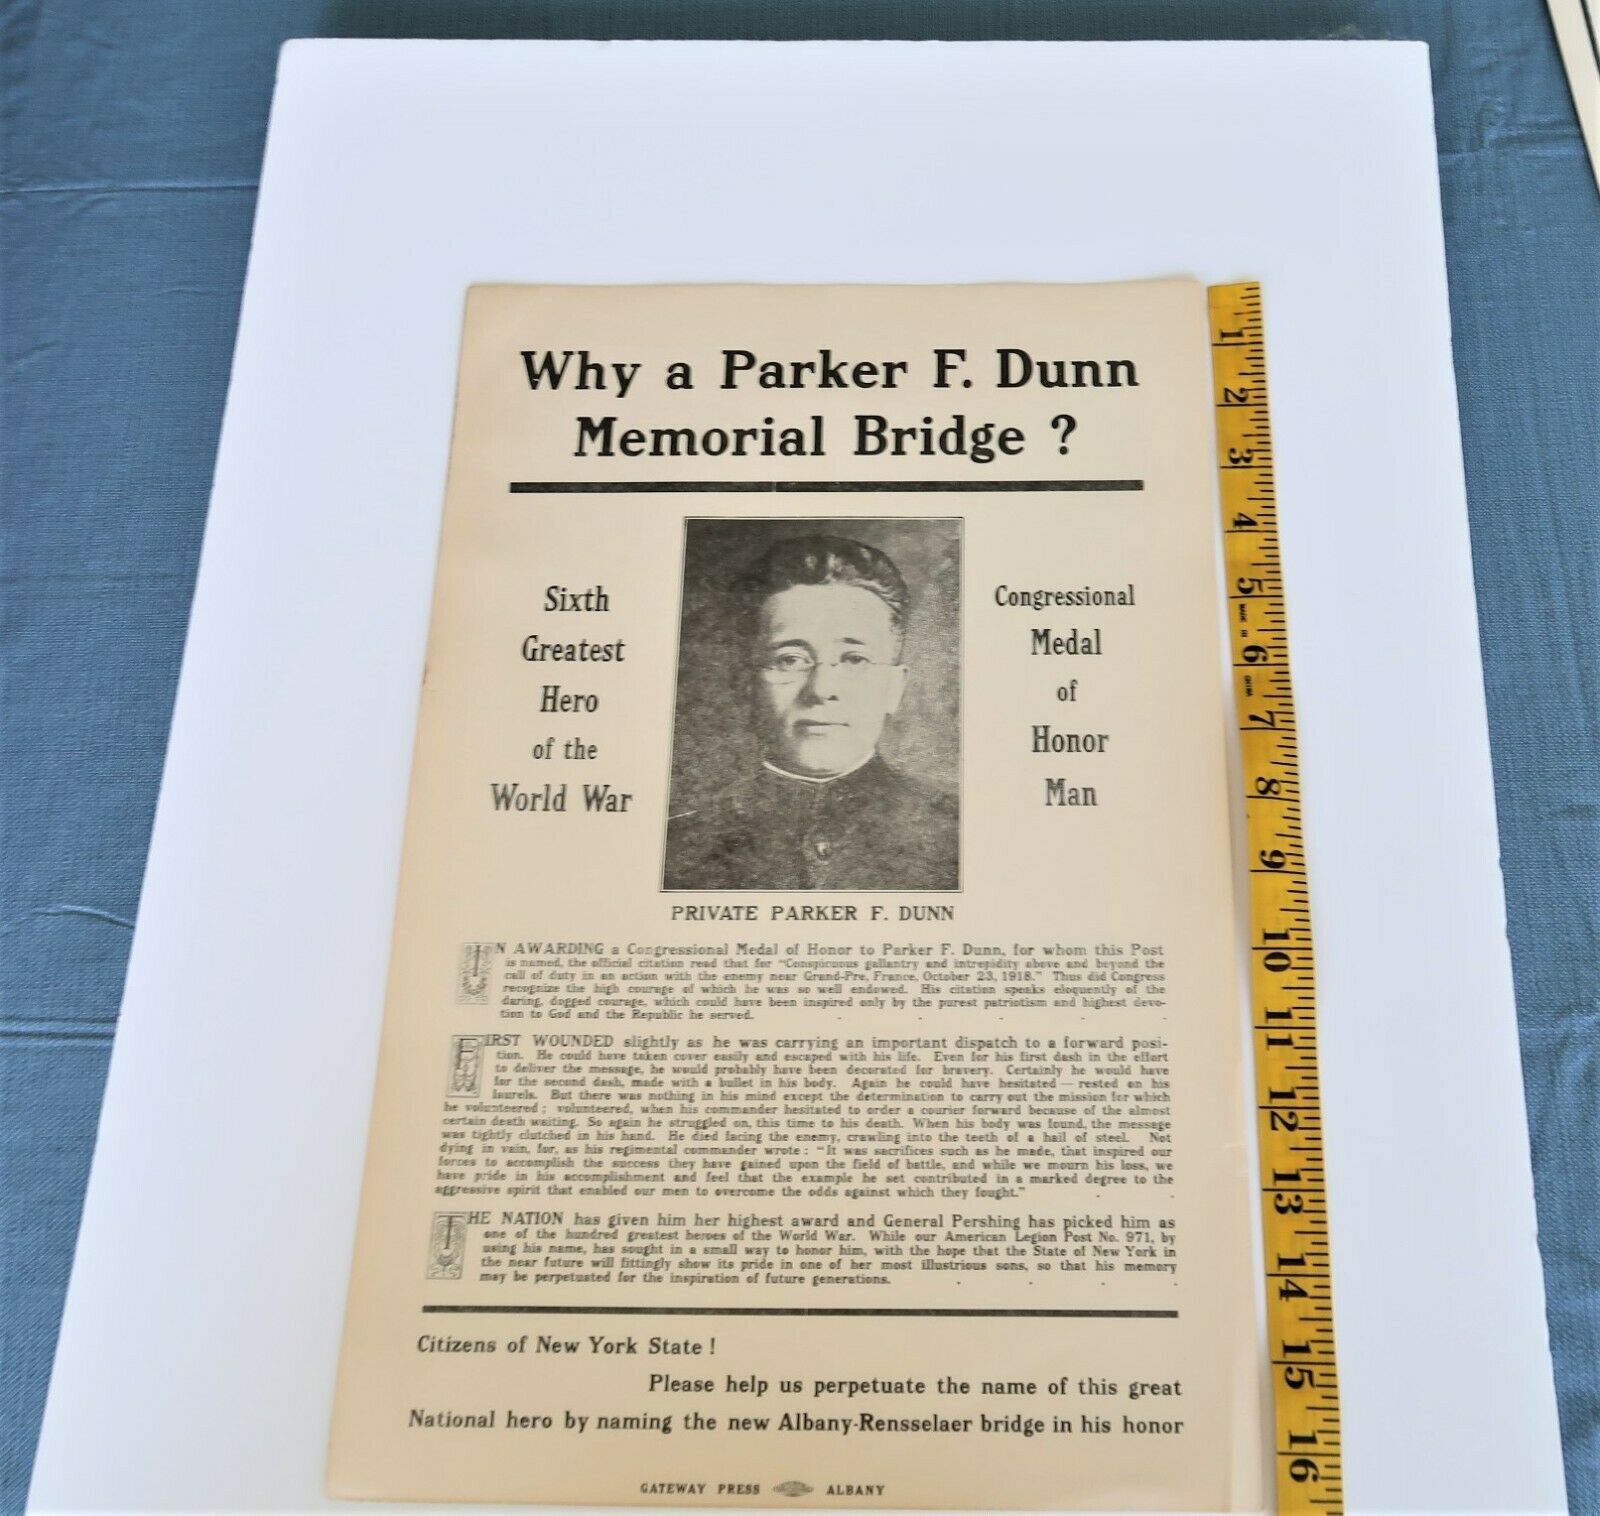 Why a Parker F. Dunn
Memorial Bridge ?
Sixth
Greatest
Hero
of the
World War
Congressional
Medal
of
Honor
Man
PRIVATE PARKER F. DUNN
IN AWARDING a Congressional Medal of Honor to Parker F. Dunn, for whom this Post
is named, the official citation read that for "Conspicuous gallantry and intrepidity above and beyond the
call of duty in an action with the enemy near Grand-Pre, France, October 23, 1918." Thus did Congress
recognize the high courage of which he was so well endowed. His citation speaks eloquently of the
daring, dogged courage, which could have been inspired only by the purest patriotism and highest devo-
tion to God and the Republic he served.
FIRST WOUNDED slightly as he was carrying an important dispatch to a forward posi-
tion. He could have taken cover easily and escaped with his life. Even for his first dash in the effort
to deliver the message, he would probably have been decorated for bravery. Certainly he would have
for the second dash, made with a bullet in his body. Again he could have hesitated — rested on his
laurels. But there was nothing in his mind except the determination to carry out the mission for which
he volunteered ; volunteered, when his commander hesitated to order a courier forward because of the almost
certain death waiting. So again he struggled on, this time to his death. When his body was found, the message
was tightly clutched in his hand. He died facing the enemy, crawling into the teeth of a hail of steel. Not
dying in vain, for, as his regimental commander wrote : "It was sacrifices such as he made, that inspired our
forces to accomplish the success they have gained upon the field of battle, and while we mourn his loss, we
have pride in his accomplishment and feel that the example he set contributed in a marked degree to the
aggressive spirit that enabled our men to overcome the odds against which they fought."
THE NATION has given him her highest award and General Pershing has picked him as
one of the hundred greatest heroes of the World War. While our American Legion Post No. 971, by
using his name, has sought in a small way to honor him, with the hope that the State of New York in
the near future will fittingly show its pride in one of her most illustrious sons, so that his memory
may be perpetuated for the inspiration of future generations.
Citizens of New York State !
Please help us perpetuate the name of this great
National hero by naming the new Albany-Rensselaer bridge in his honor
GATEWAY PRESS ALBANY
1
2
3
4
5
6
7
8
9
10
11
12
13
14
15
16